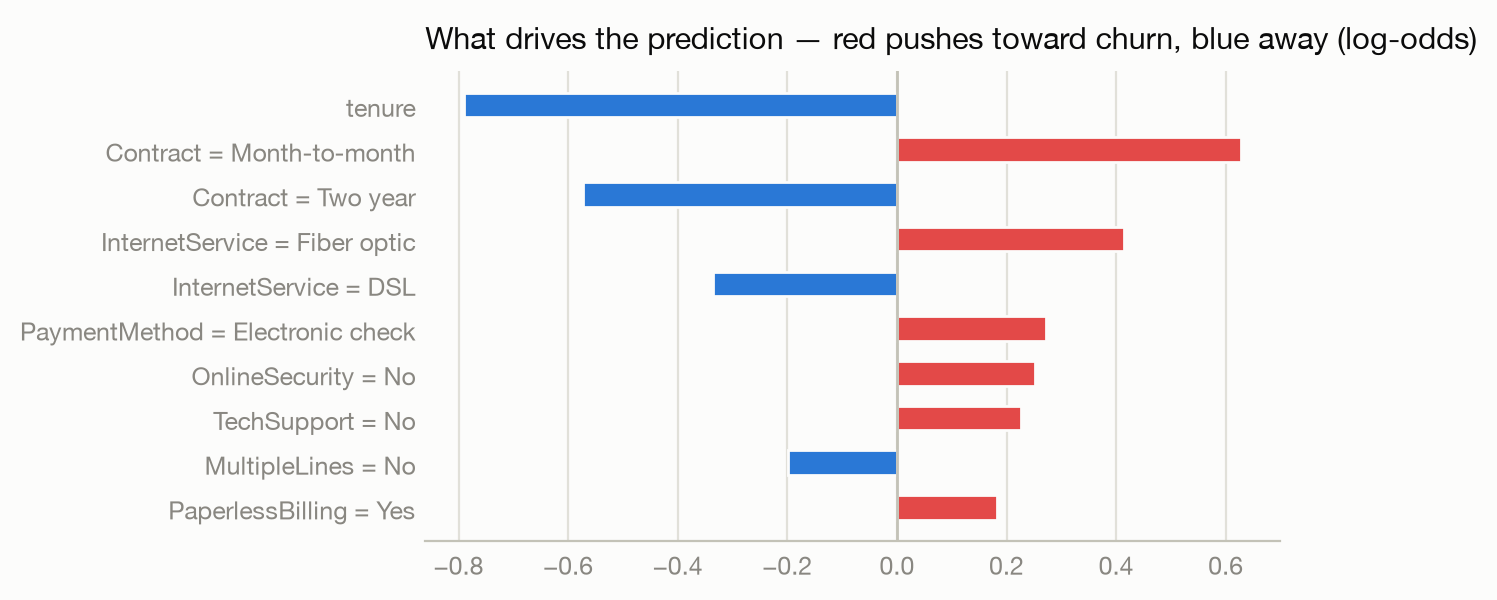 What drives the prediction — red pushes toward churn, blue away (log-odds)
tenure
Contract = Month-to-month
Contract = Two year
InternetService = Fiber optic
InternetService = DSL
PaymentMethod = Electronic check
OnlineSecurity = No
TechSupport = No
MultipleLines = No
PaperlessBilling = Yes
−0.8 −0.6 −0.4 −0.2 0.0 0.2 0.4 0.6